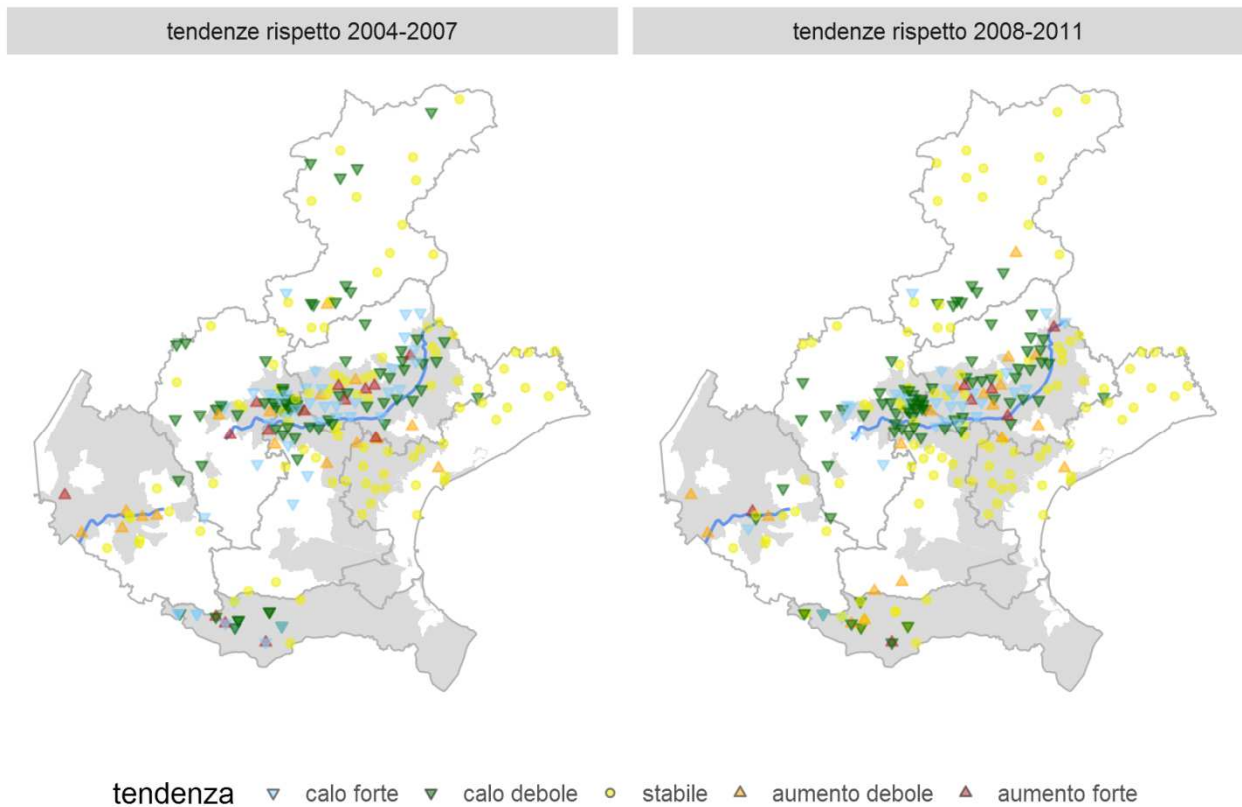 tendenze rispetto 2004-2007
tendenze rispetto 2008-2011
tendenza calo forte calo debole stabile aumento debole aumento forte